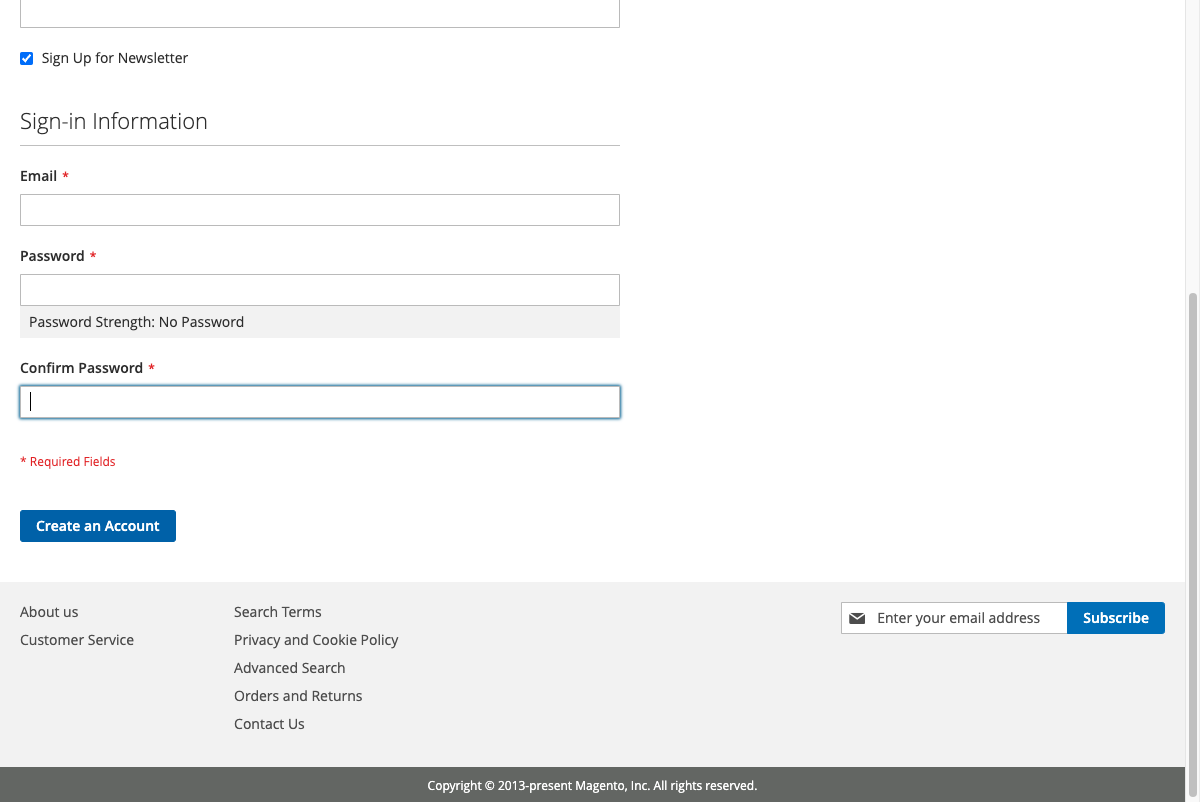 Sign Up for Newsletter
Sign-in Information
Email *
Password *
Password Strength: No Password
Confirm Password *
* Required Fields
Create an Account
About us
Customer Service
Search Terms
Privacy and Cookie Policy
Advanced Search
Orders and Returns
Contact Us
Enter your email address
Subscribe
Copyright © 2013-present Magento, Inc. All rights reserved.